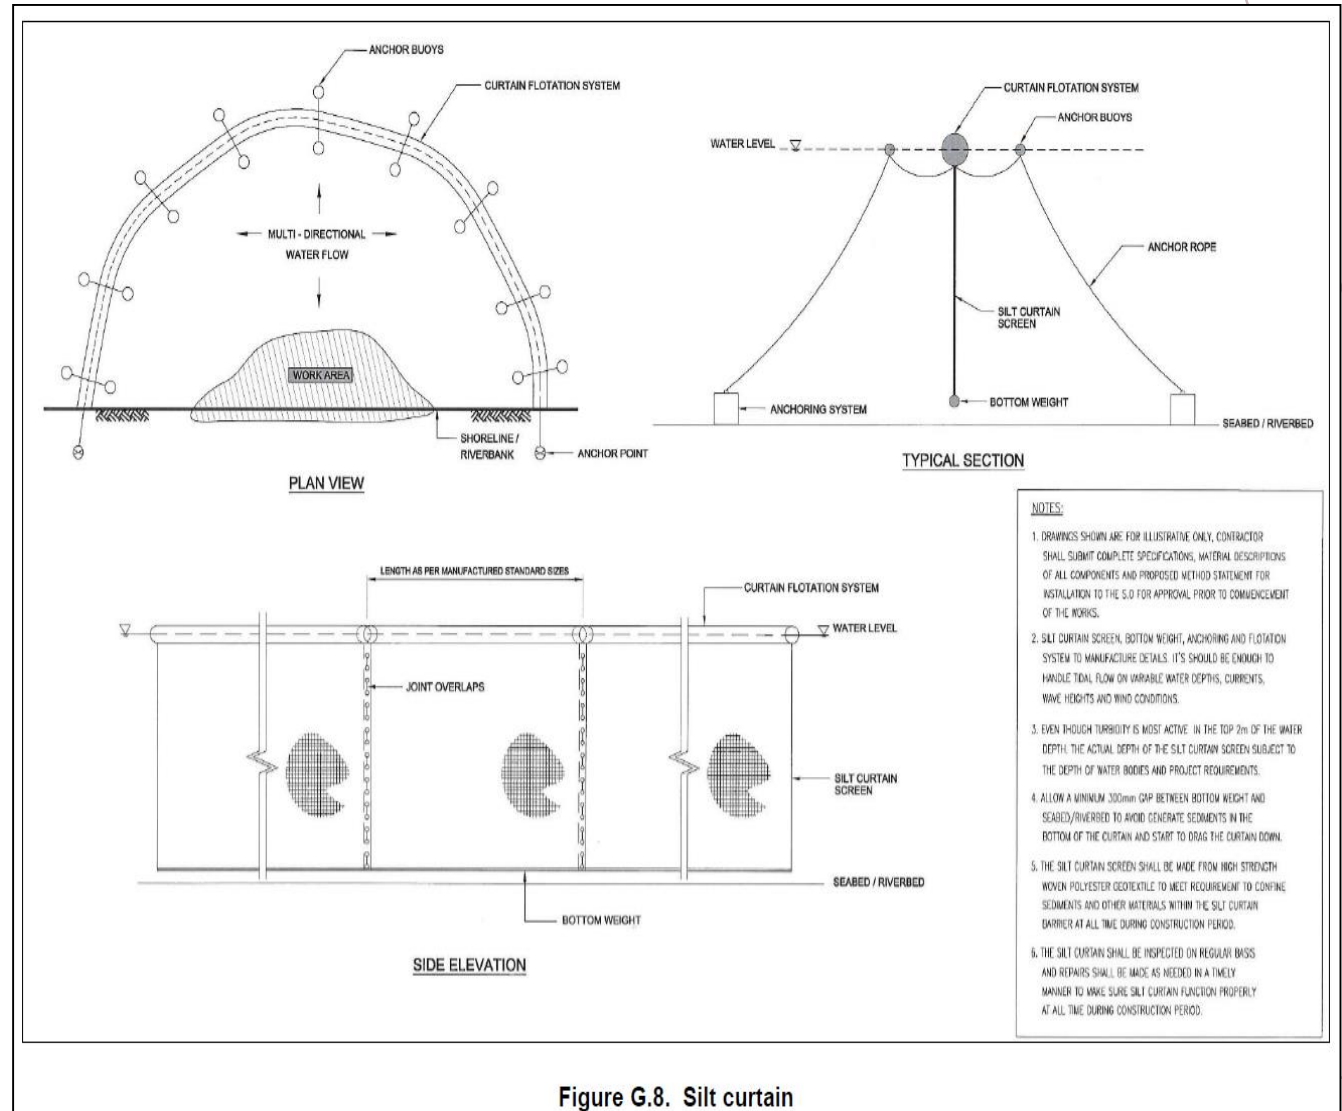 ANCHOR BUOYS
CURTAIN FLOTATION SYSTEM
MULTI - DIRECTIONAL
WATER FLOW
WORK AREA
SHORELINE /
RIVERBANK
ANCHOR POINT
PLAN VIEW
CURTAIN FLOTATION SYSTEM
ANCHOR BUOYS
WATER LEVEL
ANCHOR ROPE
SILT CURTAIN
SCREEN
ANCHORING SYSTEM
BOTTOM WEIGHT
SEABED / RIVERBED
TYPICAL SECTION
LENGTH AS PER MANUFACTURED STANDARD SIZES
CURTAIN FLOTATION SYSTEM
WATER LEVEL
JOINT OVERLAPS
SILT CURTAIN
SCREEN
SEABED / RIVERBED
BOTTOM WEIGHT
SIDE ELEVATION
NOTES:
1. DRAWINGS SHOWN ARE FOR ILLUSTRATIVE ONLY, CONTRACTOR
SHALL SUBMIT COMPLETE SPECIFICATIONS, MATERIAL DESCRIPTIONS
OF ALL COMPONENTS AND PROPOSED METHOD STATEMENT FOR
INSTALLATION TO THE S.O FOR APPROVAL PRIOR TO COMMENCEMENT
OF THE WORKS.
2. SILT CURTAIN SCREEN, BOTTOM WEIGHT, ANCHORING AND FLOTATION
SYSTEM TO MANUFACTURE DETAILS. IT'S SHOULD BE ENOUGH TO
HANDLE TIDAL FLOW ON VARIABLE WATER DEPTHS, CURRENTS,
WAVE HEIGHTS AND WIND CONDITIONS.
3. EVEN THOUGH TURBIDITY IS MOST ACTIVE IN THE TOP 2m OF THE WATER
DEPTH. THE ACTUAL DEPTH OF THE SILT CURTAIN SCREEN SUBJECT TO
THE DEPTH OF WATER BODIES AND PROJECT REQUIREMENTS.
4. ALLOW A MINIMUM 300mm GAP BETWEEN BOTTOM WEIGHT AND
SEABED/RIVERBED TO AVOID GENERATE SEDIMENTS IN THE
BOTTOM OF THE CURTAIN AND START TO DRAG THE CURTAIN DOWN.
5. THE SILT CURTAIN SCREEN SHALL BE MADE FROM HIGH STRENGTH
WOVEN POLYESTER GEOTEXTILE TO MEET REQUIREMENT TO CONFINE
SEDIMENTS AND OTHER MATERIALS WITHIN THE SILT CURTAIN
BARRIER AT ALL TIME DURING CONSTRUCTION PERIOD.
6. THE SILT CURTAIN SHALL BE INSPECTED ON REGULAR BASIS
AND REPAIRS SHALL BE MADE AS NEEDED IN A TIMELY
MANNER TO MAKE SURE SILT CURTAIN FUNCTION PROPERLY
AT ALL TIME DURING CONSTRUCTION PERIOD.
Figure G.8. Silt curtain